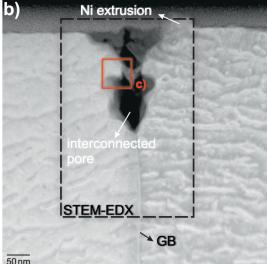 b)
Ni extrusion
c)
interconnected
pore
STEM-EDX
GB
50 nm